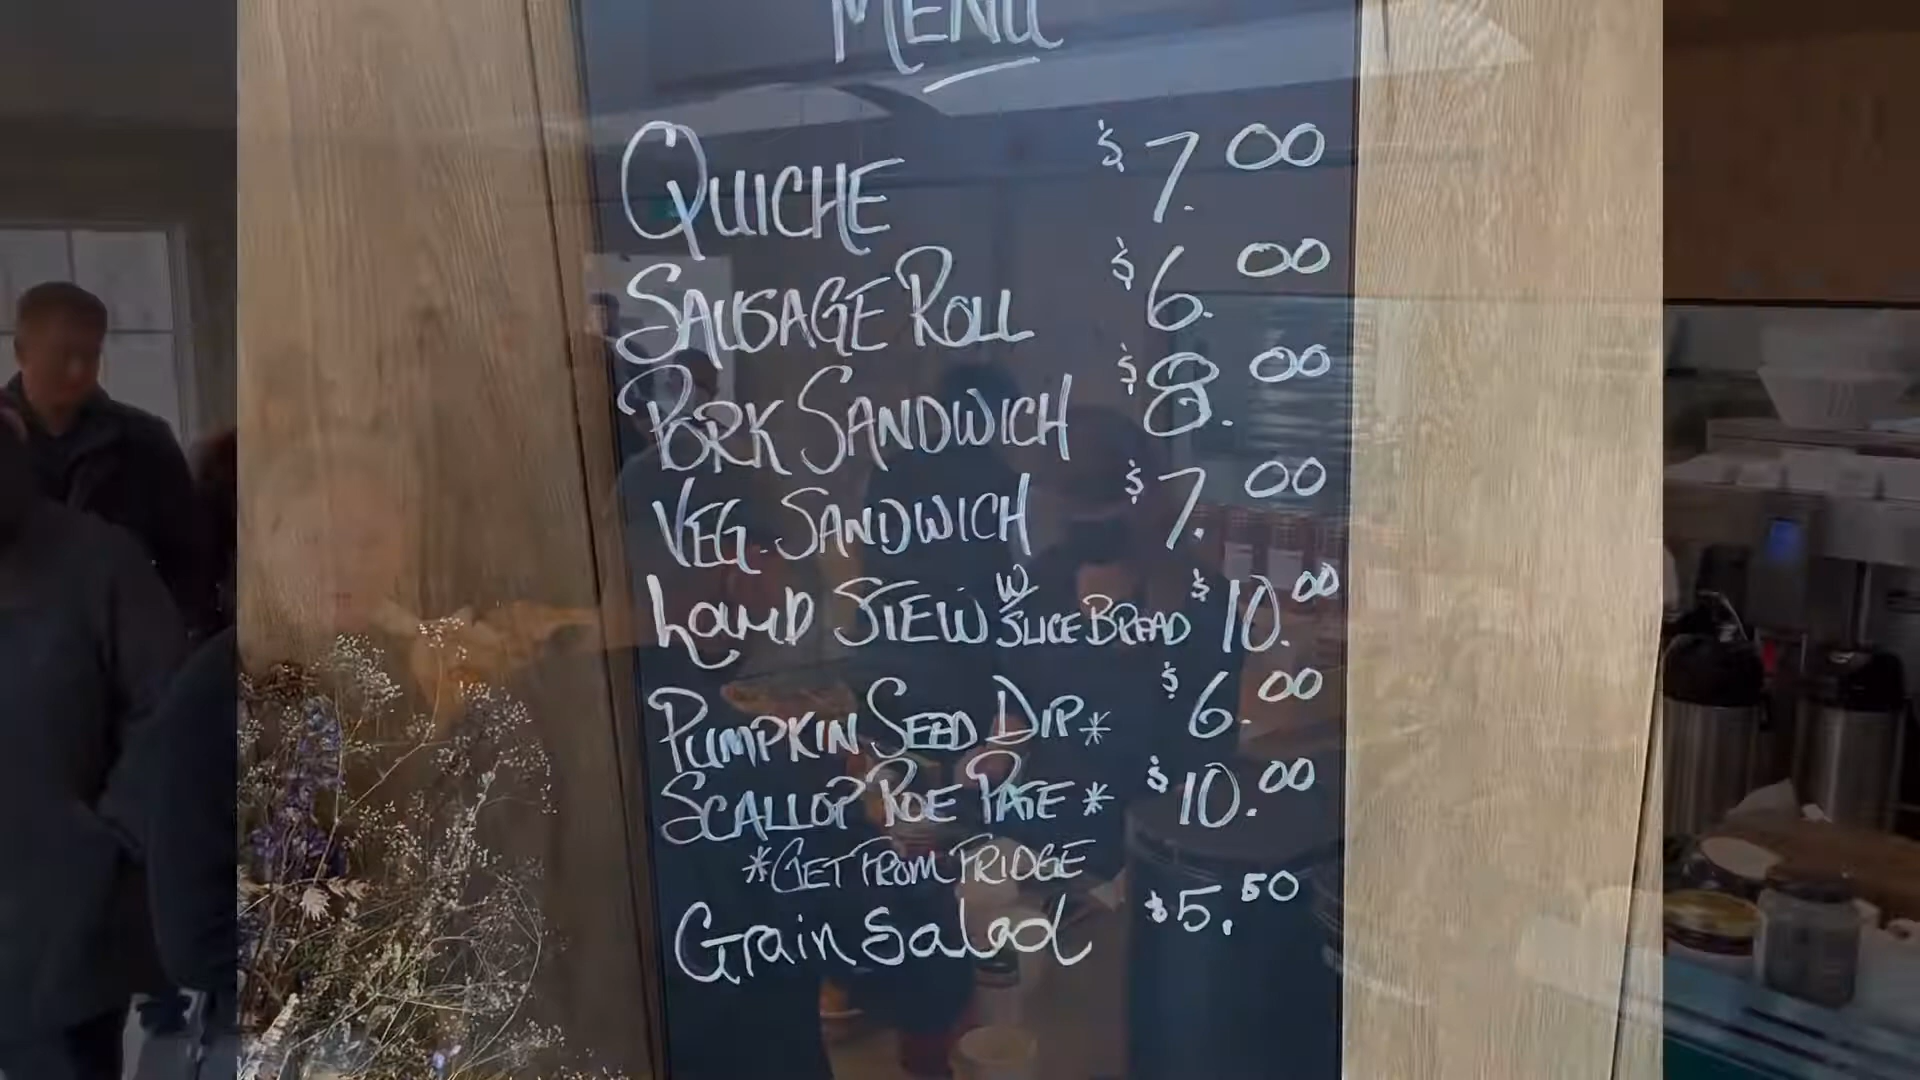 MENU
QUICHE $7.00
SAUSAGE ROLL $6.00
PORK SANDWICH $8.00
VEG. SANDWICH $7.00
LAMB STEW W/ SLICE BREAD $10.00
PUMPKIN SEED DIP* $6.00
SCALLOP ROE PATE* $10.00
*GET FROM FRIDGE
Grain Salad $5.50